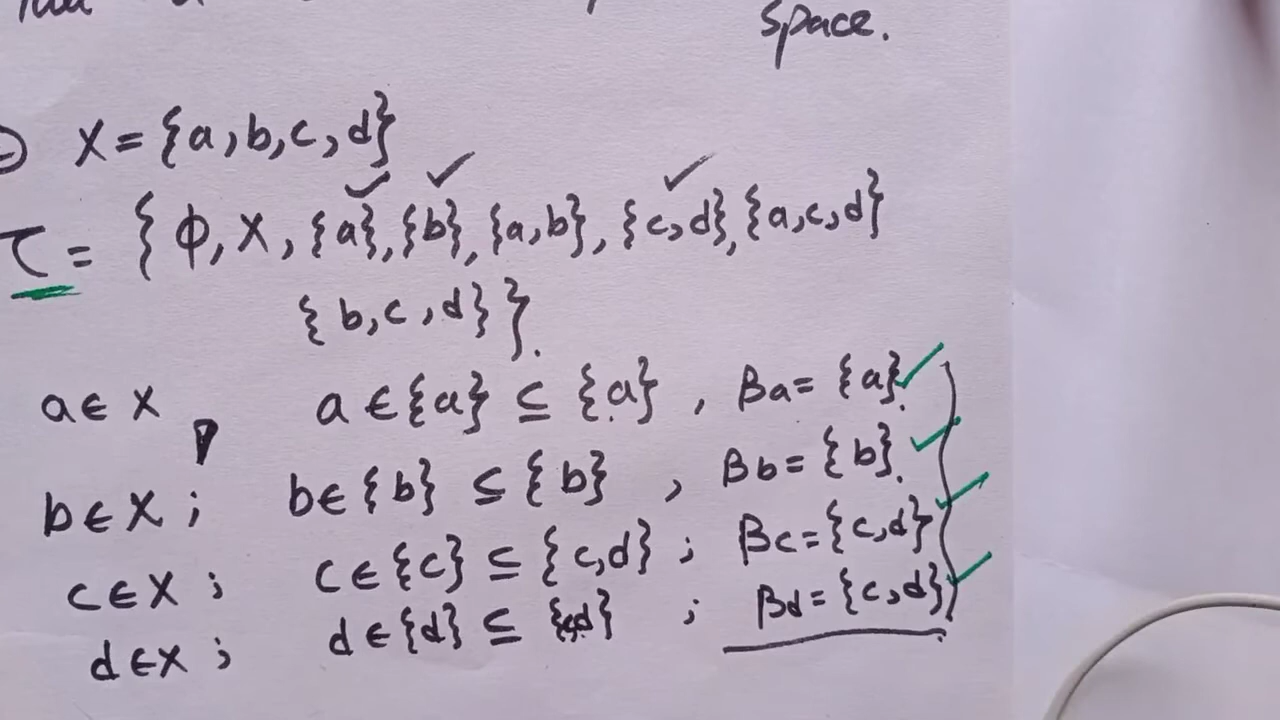 space.
X = {a, b, c, d}
τ = {φ, X, {a}, {b}, {a, b}, {c, d}, {a, c, d}
{b, c, d}}.
a ∈ X , a ∈ {a} ⊆ {a} , βa = {a}.
b ∈ X ; b ∈ {b} ⊆ {b} , βb = {b}.
c ∈ X ; c ∈ {c} ⊆ {c, d} ; βc = {c, d}
d ∈ X ; d ∈ {d} ⊆ {c,d} ; βd = {c, d}